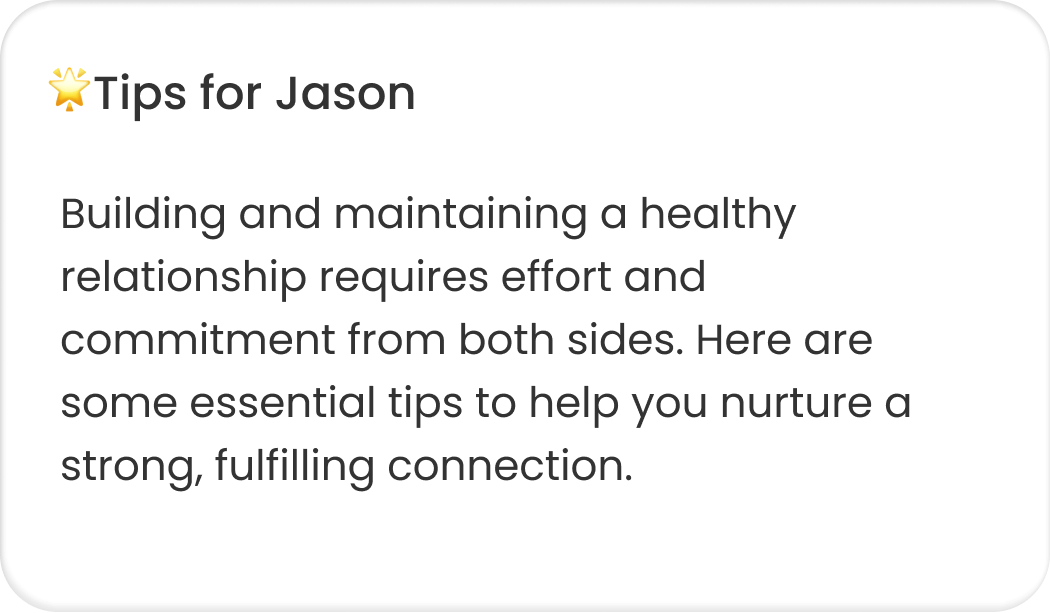 🌟Tips for Jason
Building and maintaining a healthy
relationship requires effort and
commitment from both sides. Here are
some essential tips to help you nurture a
strong, fulfilling connection.